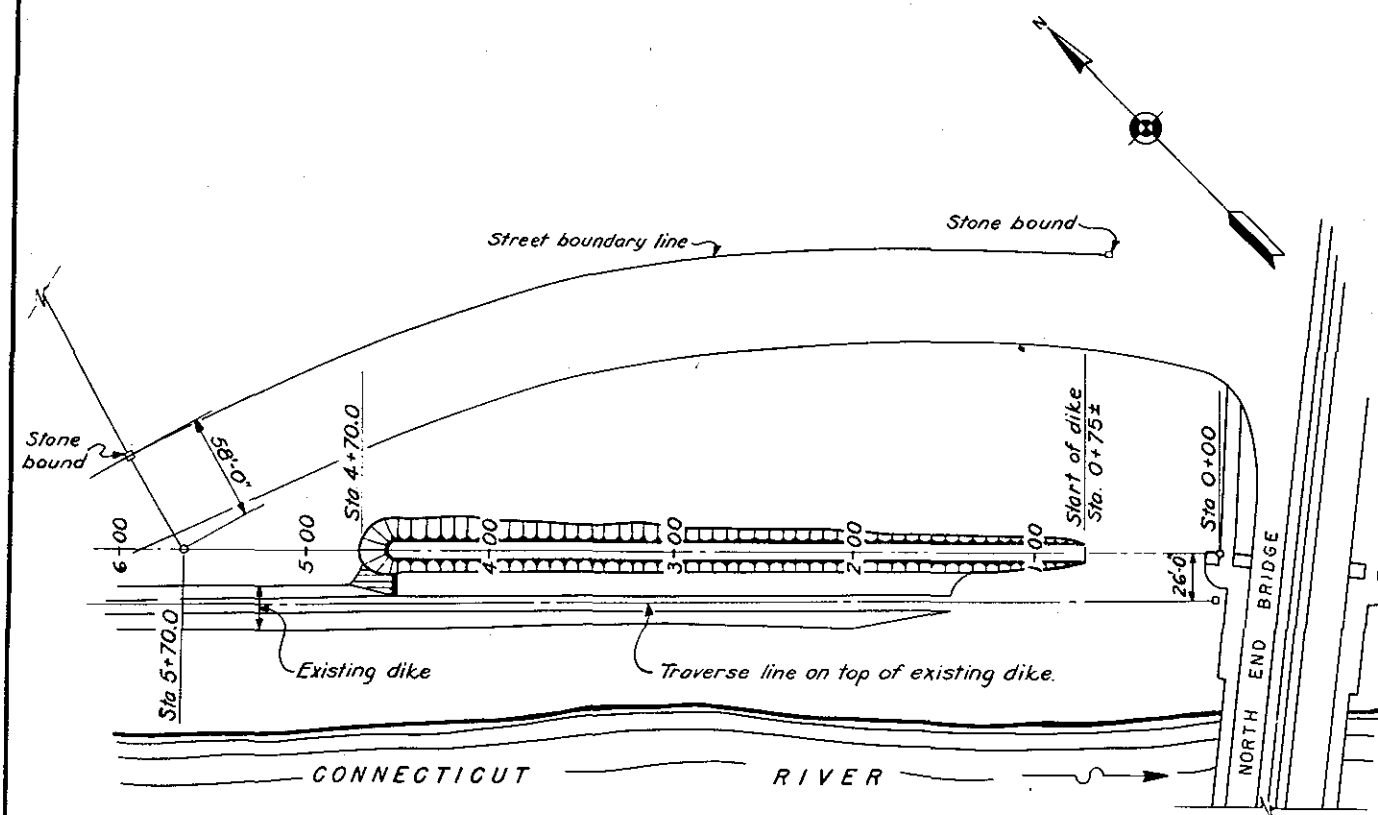 N
Street boundary line
Stone bound
Stone
bound
58'-0"
Sta 4+70.0
Start of dike
Sta. 0+75±
Sta 0+00
6-00
5-00
4-00
3-00
2-00
1-00
26'-0
Sta 5+70.0
Existing dike
Traverse line on top of existing dike.
NORTH END BRIDGE
CONNECTICUT RIVER